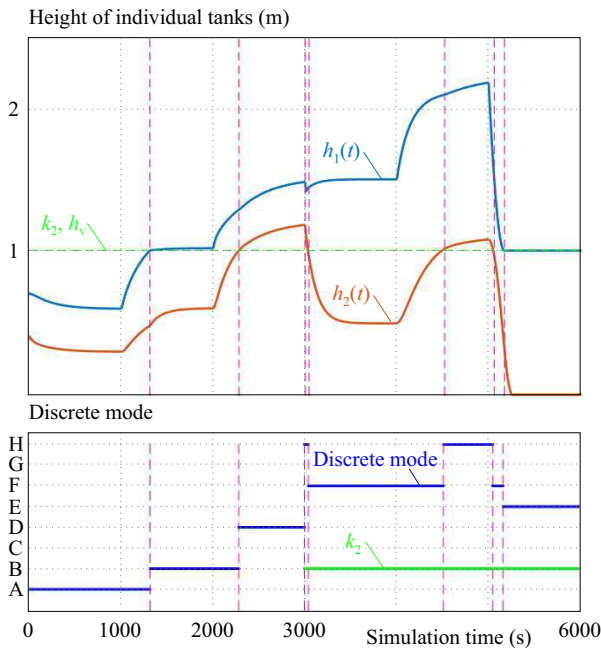 Height of individual tanks (m)
2
h₁(t)
k₂, hᵥ
1
h₂(t)
Discrete mode
H
G
F
Discrete mode
E
D
C
k₂
B
A
0 1000 2000 3000 6000
Simulation time (s)